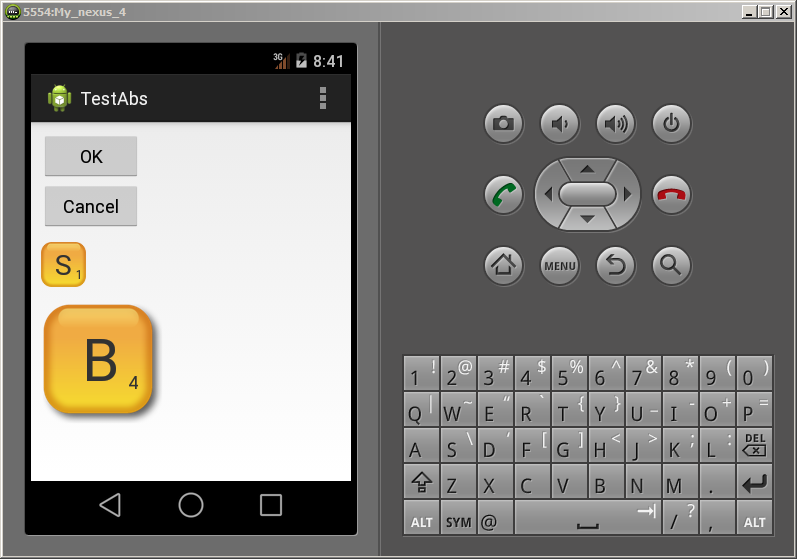 5554:My_nexus_4
3G 8:41
TestAbs
OK
Cancel
S 1
B 4
MENU
1 ! 2 @ 3 # 4 $ 5 % 6 ^ 7 & 8 * 9 ( 0 )
Q | W ~ E “ R ` T { Y } U _ I - O + P =
A S \ D ‘ F [ G ] H < J > K ; L : DEL
Z X C V B N M .
ALT SYM @ / ? , ALT